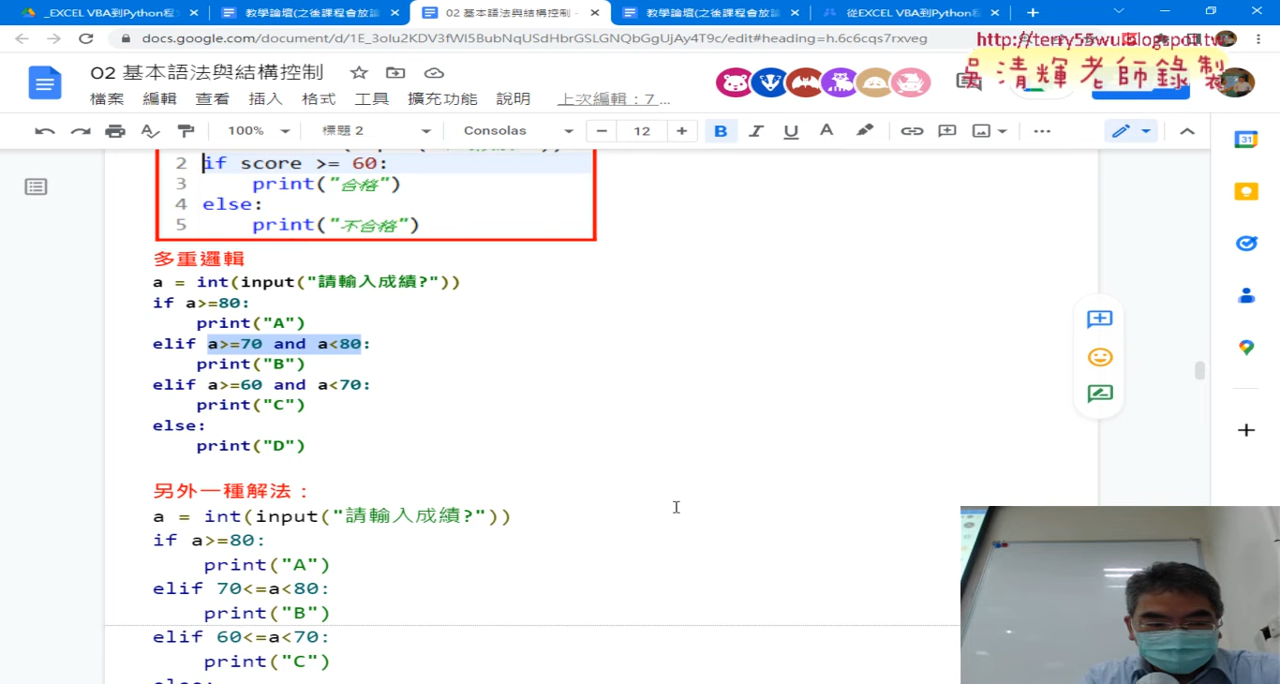 _EXCEL VBA到Python程
教學論壇(之後課程會放論
02 基本語法與結構控制 -
教學論壇(之後課程會放論
從EXCEL VBA到Python程
docs.google.com/document/d/1E_3olu2KDV3fWI5BubNqUSdHbrGSLGNQbGgUjAy4T9c/edit#heading=h.6c6cqs7rxveg
http://terry55wu.blogspot.tw
吳清輝老師錄製
02 基本語法與結構控制
檔案 編輯 查看 插入 格式 工具 擴充功能 說明 上次編輯：7 ...
100% 標題 2 Consolas 12 B I U A
2 if score >= 60:
3 print("合格")
4 else:
5 print("不合格")
多重邏輯
a = int(input("請輸入成績?"))
if a>=80:
print("A")
elif a>=70 and a<80:
print("B")
elif a>=60 and a<70:
print("C")
else:
print("D")
另外一種解法：
a = int(input("請輸入成績?"))
if a>=80:
print("A")
elif 70<=a<80:
print("B")
elif 60<=a<70:
print("C")
31